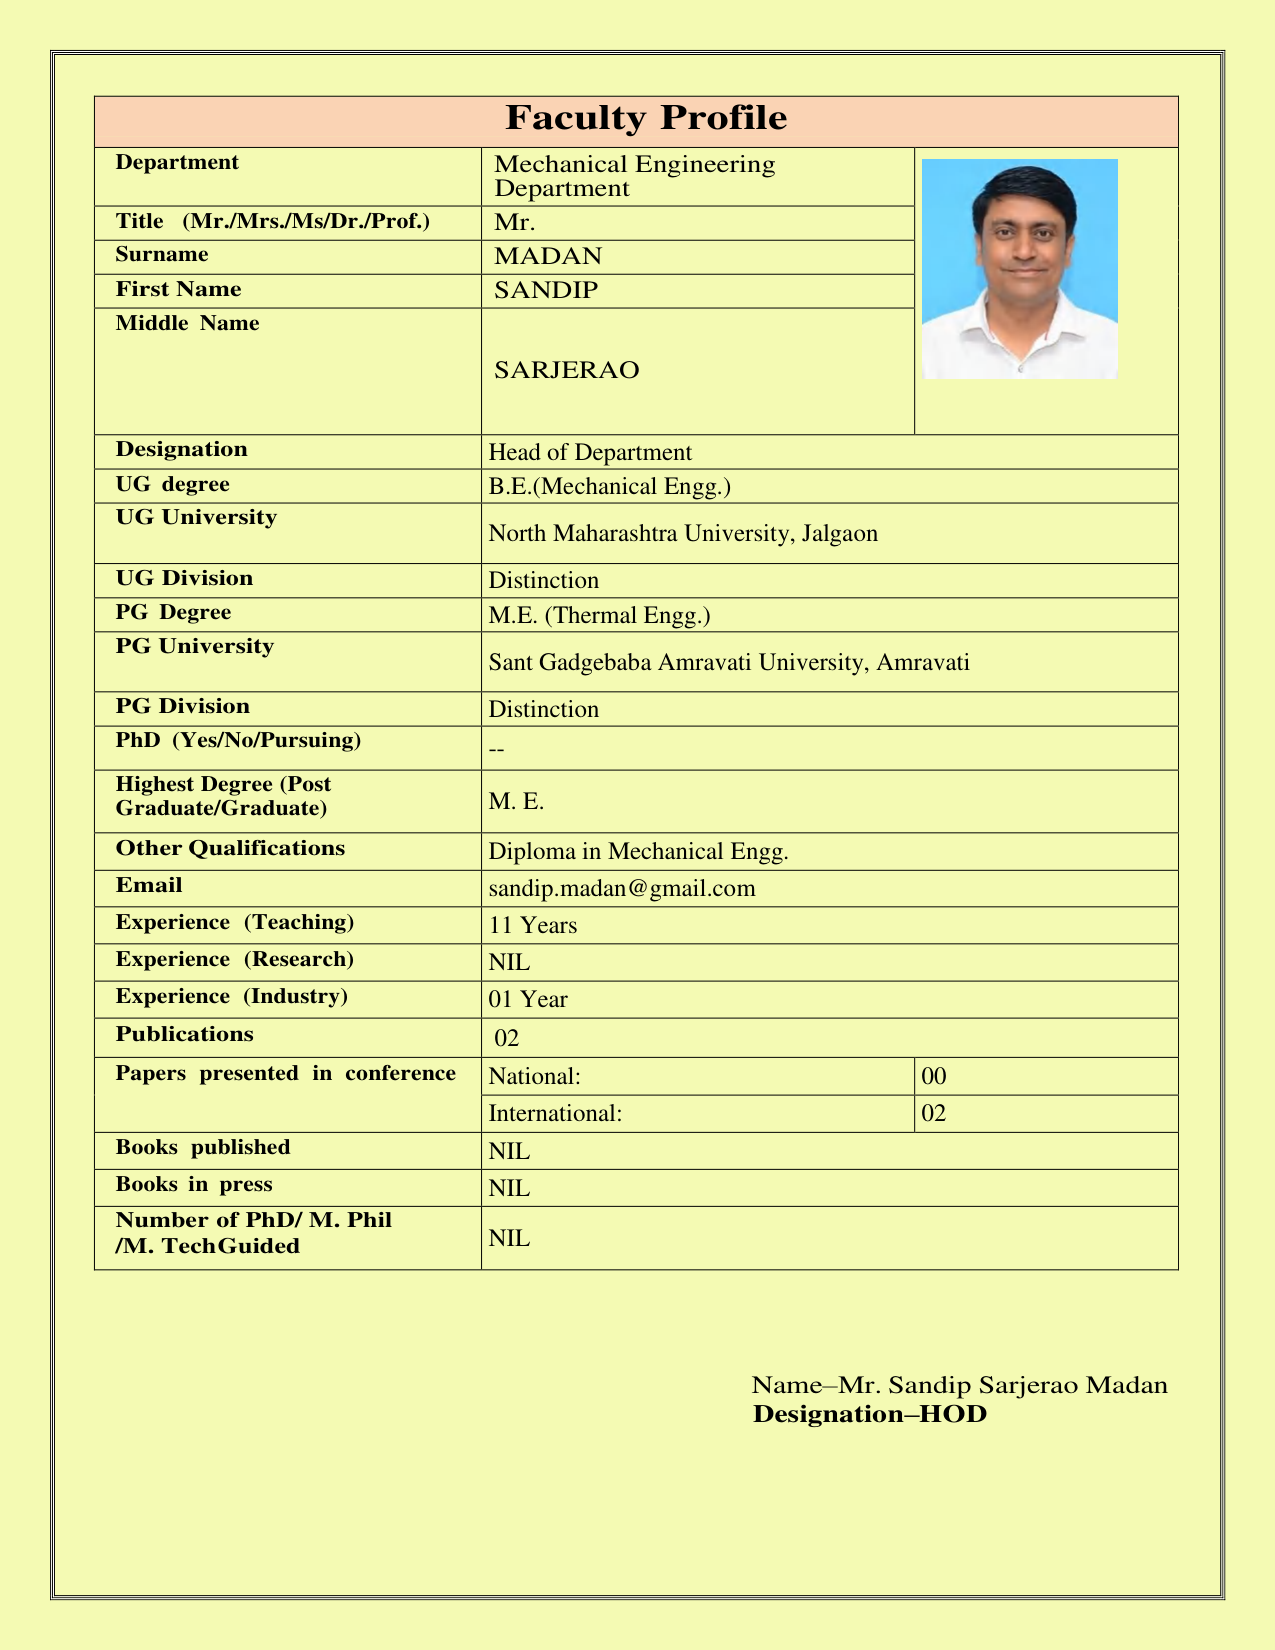 Faculty Profile
Department
Mechanical Engineering
Department
Title (Mr./Mrs./Ms/Dr./Prof.)
Mr.
Surname
MADAN
First Name
SANDIP
Middle Name
SARJERAO
Designation
Head of Department
UG degree
B.E.(Mechanical Engg.)
UG University
North Maharashtra University, Jalgaon
UG Division
Distinction
PG Degree
M.E. (Thermal Engg.)
PG University
Sant Gadgebaba Amravati University, Amravati
PG Division
Distinction
PhD (Yes/No/Pursuing)
--
Highest Degree (Post
Graduate/Graduate)
M. E.
Other Qualifications
Diploma in Mechanical Engg.
Email
sandip.madan@gmail.com
Experience (Teaching)
11 Years
Experience (Research)
NIL
Experience (Industry)
01 Year
Publications
02
Papers presented in conference
National:
00
International:
02
Books published
NIL
Books in press
NIL
Number of PhD/ M. Phil
/M. TechGuided
NIL
Name–Mr. Sandip Sarjerao Madan
Designation–HOD